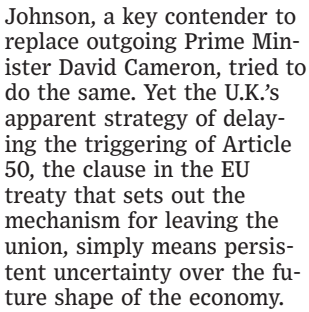 Johnson, a key contender to
replace outgoing Prime Min-
ister David Cameron, tried to
do the same. Yet the U.K.’s
apparent strategy of delay-
ing the triggering of Article
50, the clause in the EU
treaty that sets out the
mechanism for leaving the
union, simply means persis-
tent uncertainty over the fu-
ture shape of the economy.